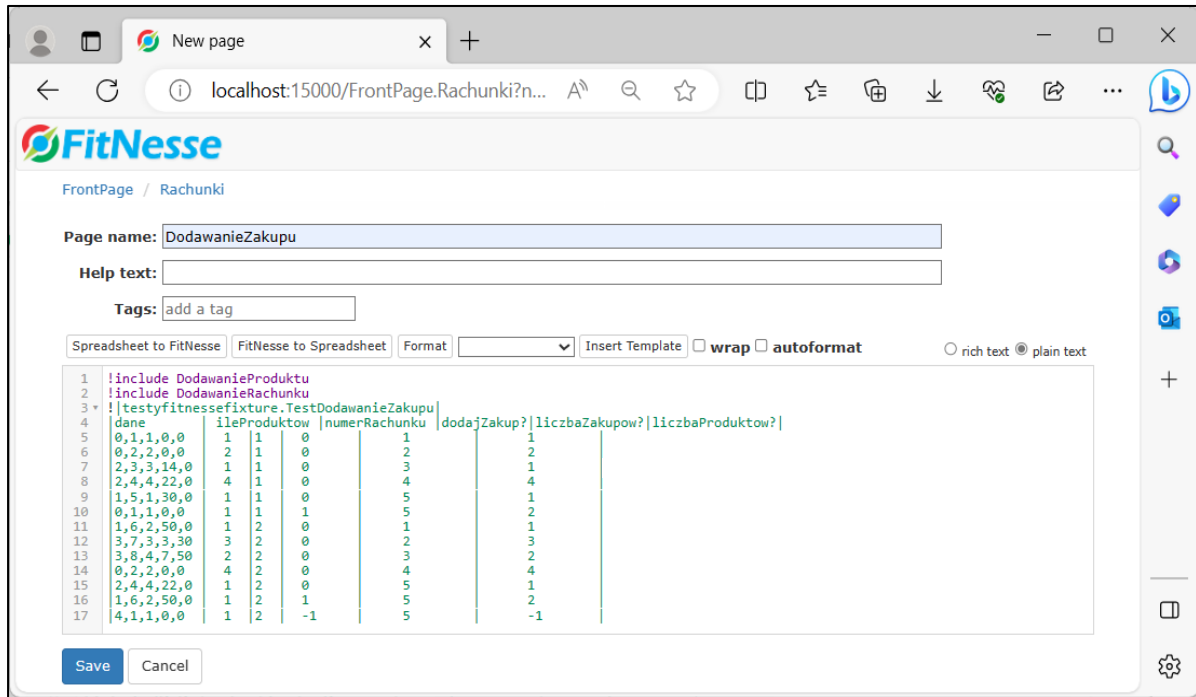 New page
localhost:15000/FrontPage.Rachunki?n...
FitNesse
FrontPage / Rachunki
Page name: DodawanieZakupu
Help text:
Tags: add a tag
Spreadsheet to FitNesse FitNesse to Spreadsheet Format Insert Template wrap autoformat rich text plain text
1 !include DodawanieProduktu
2 !include DodawanieRachunku
3 !|testyfitnessefixture.TestDodawanieZakupu|
4 |dane | ileProduktow |numerRachunku |dodajZakup?|liczbaZakupow?|liczbaProduktow?|
5 |0,1,1,0,0 | 1 |1 | 0 | 1 | 1 |
6 |0,2,2,0,0 | 2 |1 | 0 | 2 | 2 |
7 |2,3,3,14,0 | 1 |1 | 0 | 3 | 1 |
8 |2,4,4,22,0 | 4 |1 | 0 | 4 | 4 |
9 |1,5,1,30,0 | 1 |1 | 0 | 5 | 1 |
10 |0,1,1,0,0 | 1 |1 | 1 | 5 | 2 |
11 |1,6,2,50,0 | 1 |2 | 0 | 1 | 1 |
12 |3,7,3,3,30 | 3 |2 | 0 | 2 | 3 |
13 |3,8,4,7,50 | 2 |2 | 0 | 3 | 2 |
14 |0,2,2,0,0 | 4 |2 | 0 | 4 | 4 |
15 |2,4,4,22,0 | 1 |2 | 0 | 5 | 1 |
16 |1,6,2,50,0 | 1 |2 | 1 | 5 | 2 |
17 |4,1,1,0,0 | 1 |2 | -1 | 5 | -1 |
Save Cancel